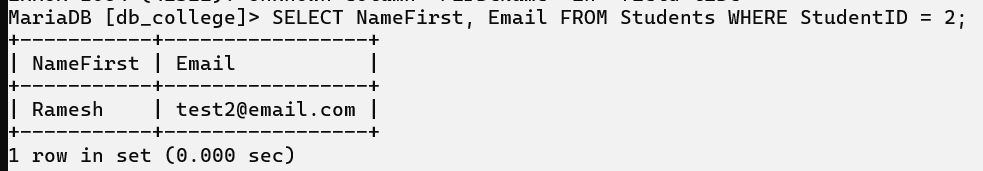 MariaDB [db_college]> SELECT NameFirst, Email FROM Students WHERE StudentID = 2;
+-----------+-----------------+
| NameFirst | Email           |
+-----------+-----------------+
| Ramesh    | test2@email.com |
+-----------+-----------------+
1 row in set (0.000 sec)